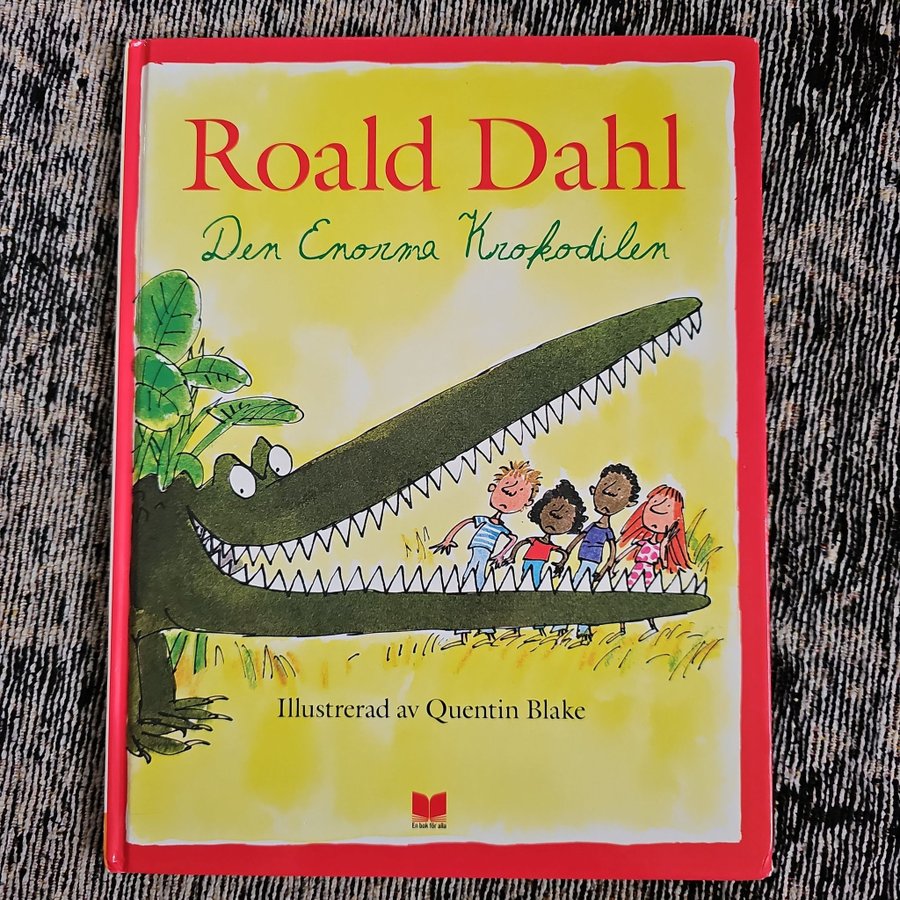 Roald Dahl
Den Enorma Krokodilen
Illustrerad av Quentin Blake
En bok för alla